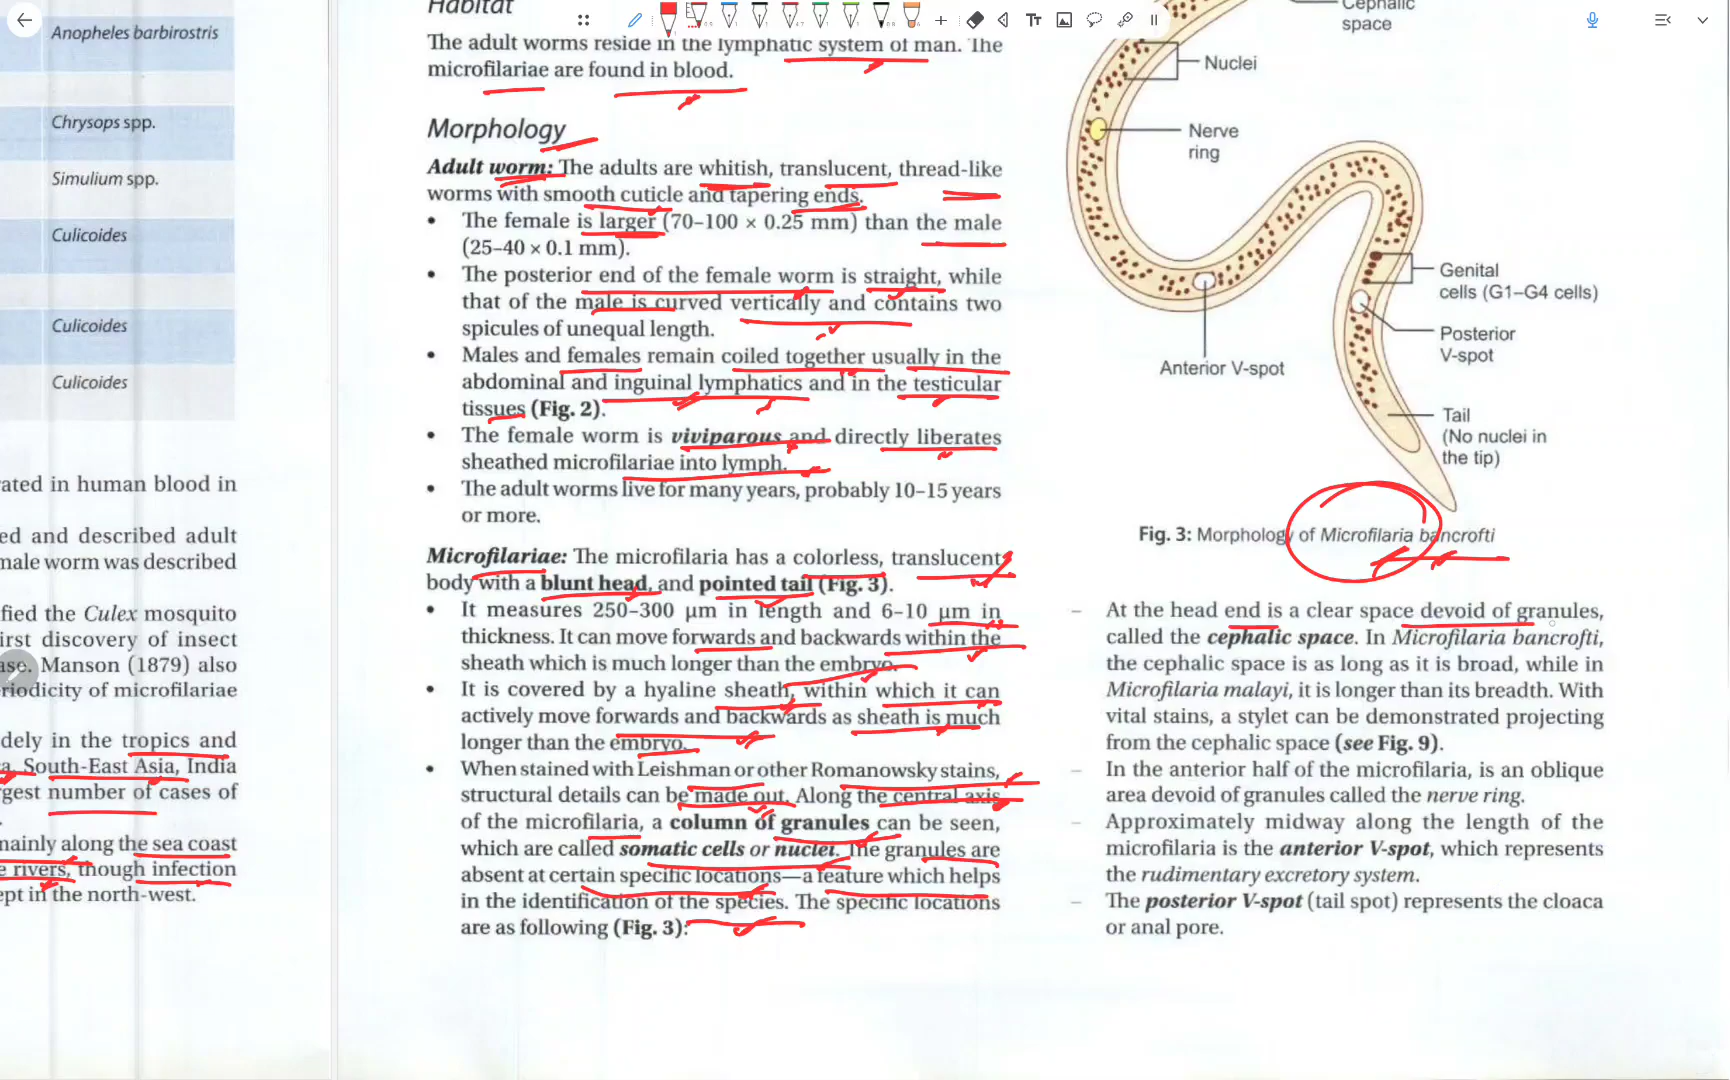 Anopheles barbirostris
Chrysops spp.
Simulium spp.
Culicoides
Culicoides
Culicoides
ated in human blood in
ed and described adult
male worm was described
fied the Culex mosquito
irst discovery of insect
ase. Manson (1879) also
riodicity of microfilariae
dely in the tropics and
a, South-East Asia, India
gest number of cases of
mainly along the sea coast
e rivers, though infection
ept in the north-west.
Habitat
The adult worms reside in the lymphatic system of man. The
microfilariae are found in blood.
Morphology
Adult worm: The adults are whitish, translucent, thread-like
worms with smooth cuticle and tapering ends.
• The female is larger (70–100 × 0.25 mm) than the male
(25–40 × 0.1 mm).
• The posterior end of the female worm is straight, while
that of the male is curved vertically and contains two
spicules of unequal length.
• Males and females remain coiled together usually in the
abdominal and inguinal lymphatics and in the testicular
tissues (Fig. 2).
• The female worm is viviparous and directly liberates
sheathed microfilariae into lymph.
• The adult worms live for many years, probably 10–15 years
or more.
Microfilariae: The microfilaria has a colorless, translucent
body with a blunt head, and pointed tail (Fig. 3).
• It measures 250–300 µm in length and 6–10 µm in
thickness. It can move forwards and backwards within the
sheath which is much longer than the embryo.
• It is covered by a hyaline sheath, within which it can
actively move forwards and backwards as sheath is much
longer than the embryo.
• When stained with Leishman or other Romanowsky stains,
structural details can be made out. Along the central axis
of the microfilaria, a column of granules can be seen,
which are called somatic cells or nuclei. The granules are
absent at certain specific locations—a feature which helps
in the identification of the species. The specific locations
are as following (Fig. 3):
Cephalic
space
Nuclei
Nerve
ring
Genital
cells (G1–G4 cells)
Posterior
V-spot
Anterior V-spot
Tail
(No nuclei in
the tip)
Fig. 3: Morphology of Microfilaria bancrofti
– At the head end is a clear space devoid of granules,
called the cephalic space. In Microfilaria bancrofti,
the cephalic space is as long as it is broad, while in
Microfilaria malayi, it is longer than its breadth. With
vital stains, a stylet can be demonstrated projecting
from the cephalic space (see Fig. 9).
– In the anterior half of the microfilaria, is an oblique
area devoid of granules called the nerve ring.
– Approximately midway along the length of the
microfilaria is the anterior V-spot, which represents
the rudimentary excretory system.
– The posterior V-spot (tail spot) represents the cloaca
or anal pore.